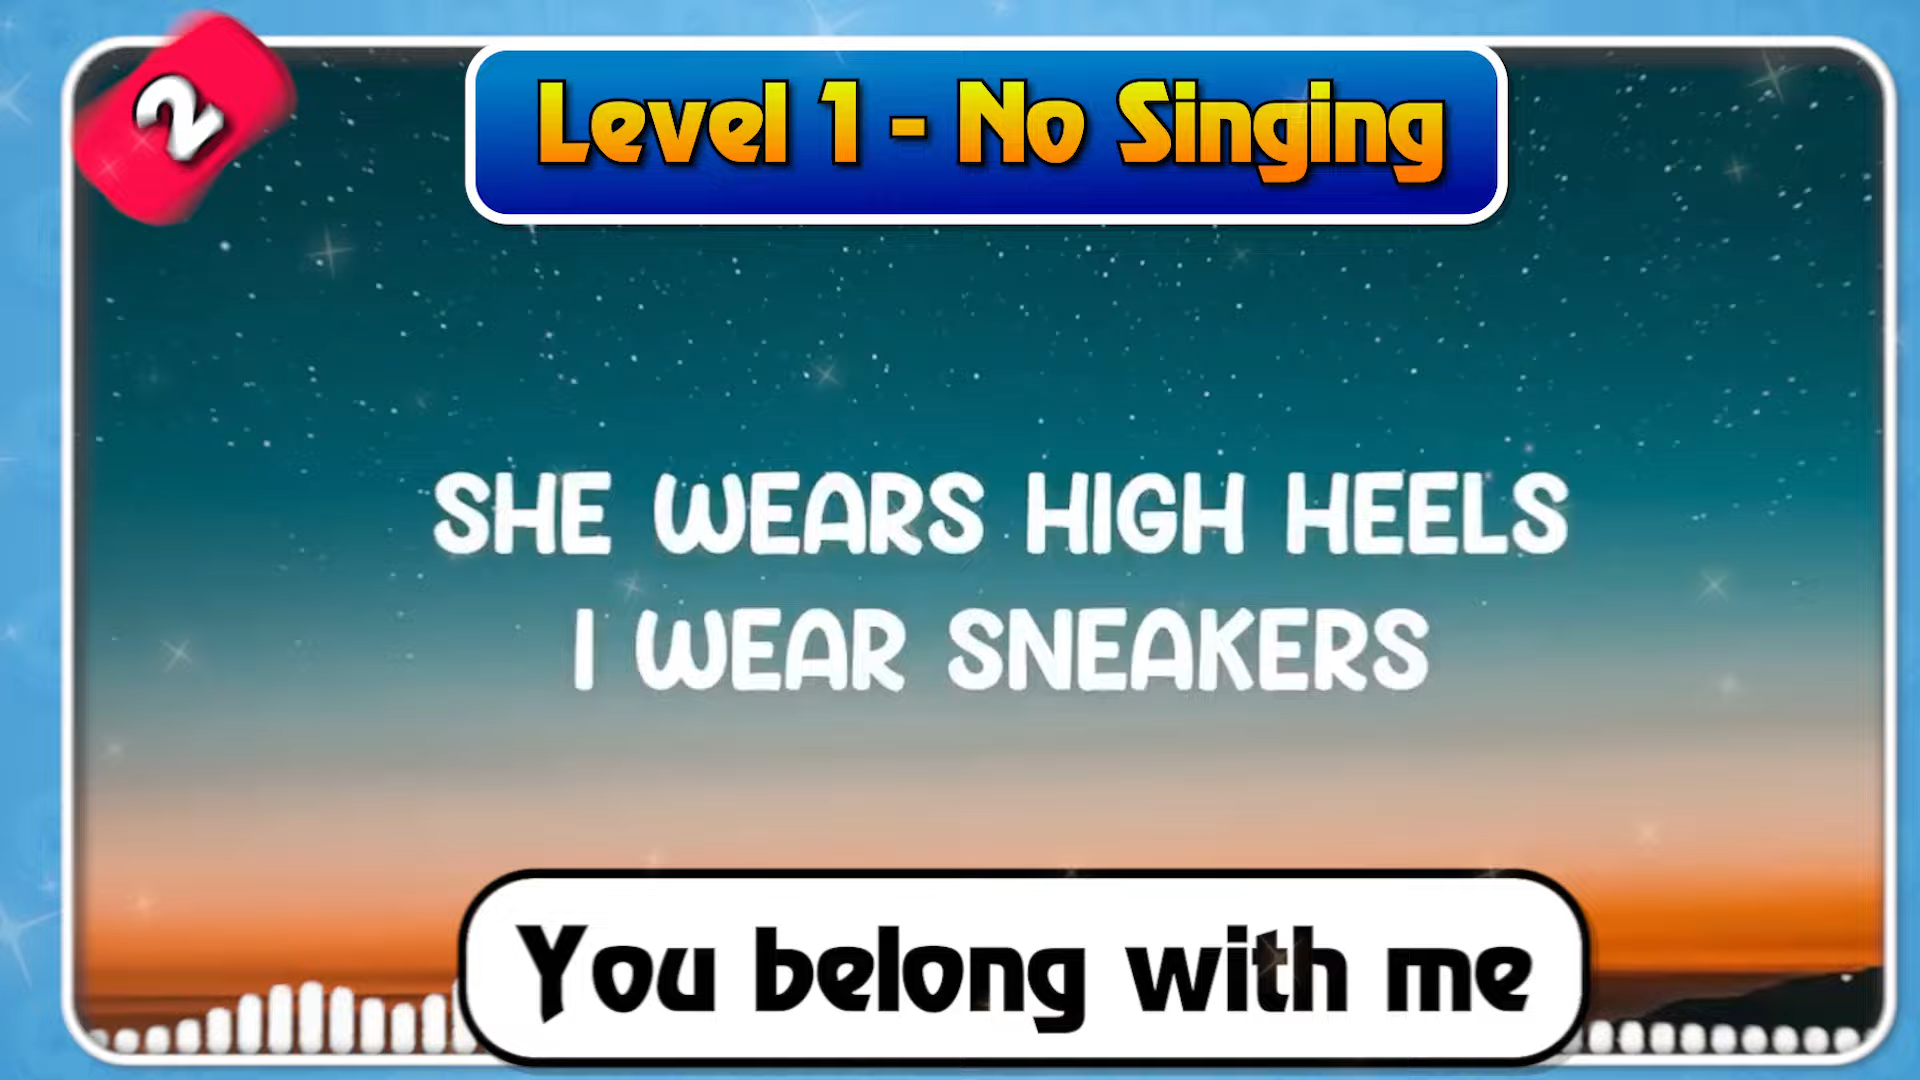 2
Level 1 - No Singing
SHE WEARS HIGH HEELS
I WEAR SNEAKERS
You belong with me